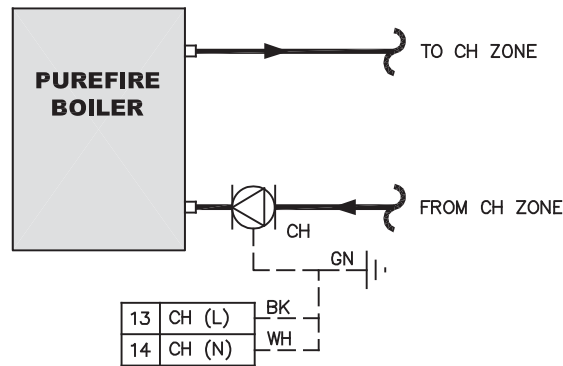 TO CH ZONE
PUREFIRE
BOILER
FROM CH ZONE
CH
GN
13 CH (L) BK
14 CH (N) WH